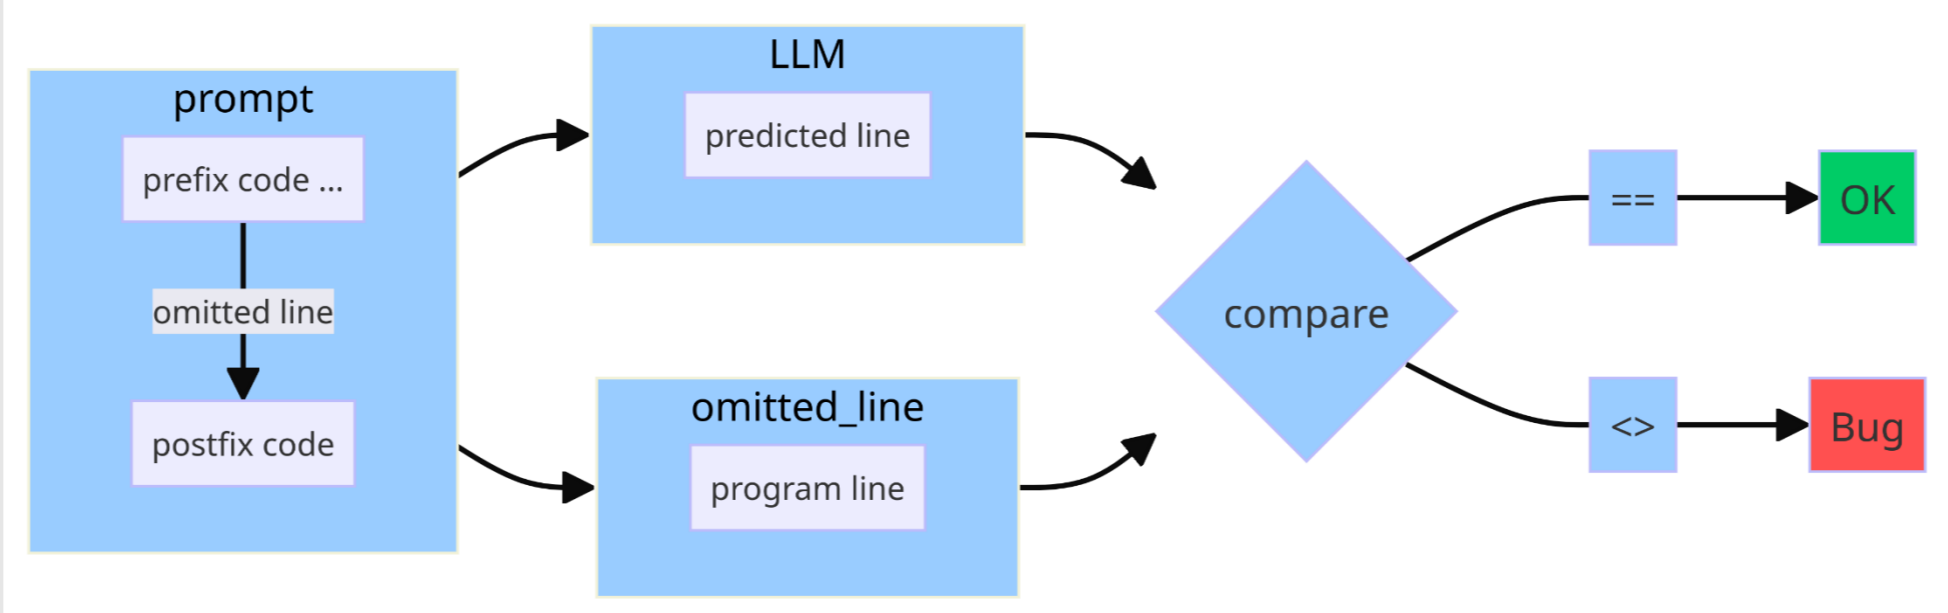 prompt
prefix code ...
omitted line
postfix code
LLM
predicted line
omitted_line
program line
compare
==
OK
<>
Bug